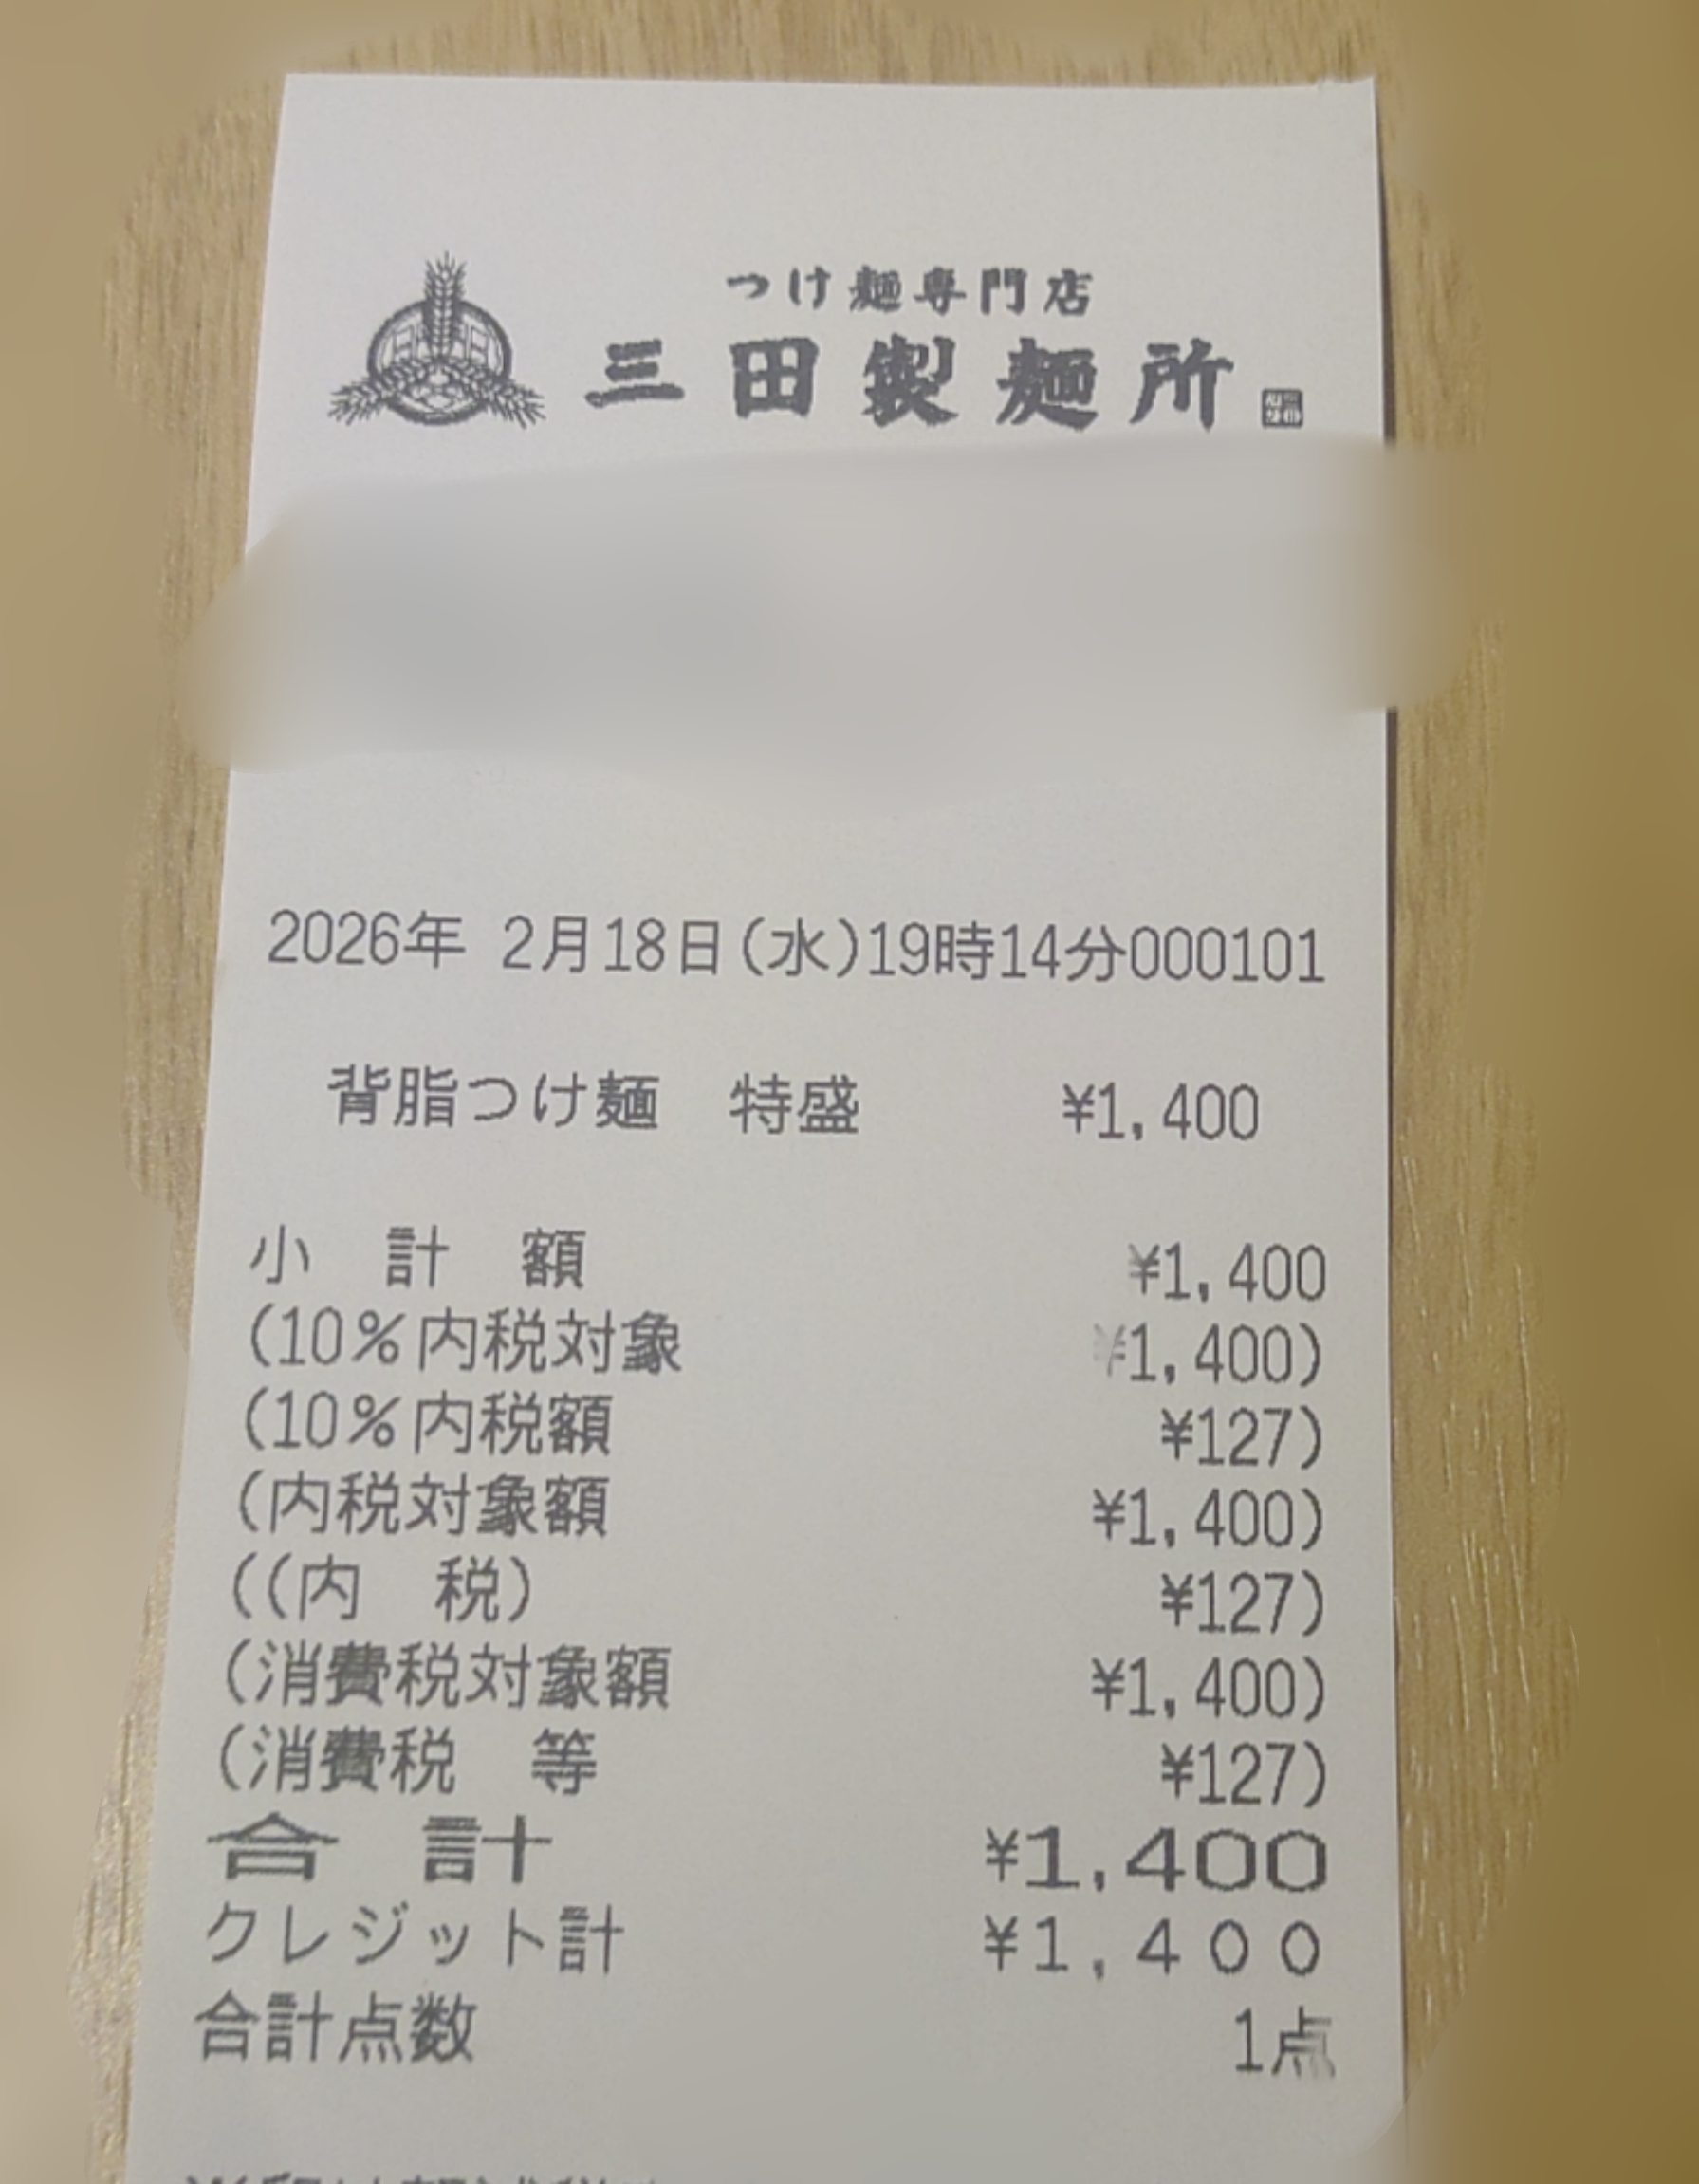 つけ麺専門店
三田製麺所
2026年 2月18日(水)19時14分000101
背脂つけ麺 特盛 ¥1,400
小 計 額 ¥1,400
(10%内税対象 ¥1,400)
(10%内税額 ¥127)
(内税対象額 ¥1,400)
((内 税) ¥127)
(消費税対象額 ¥1,400)
(消費税 等 ¥127)
合 計 ¥1,400
クレジット計 ¥1,400
合計点数 1点